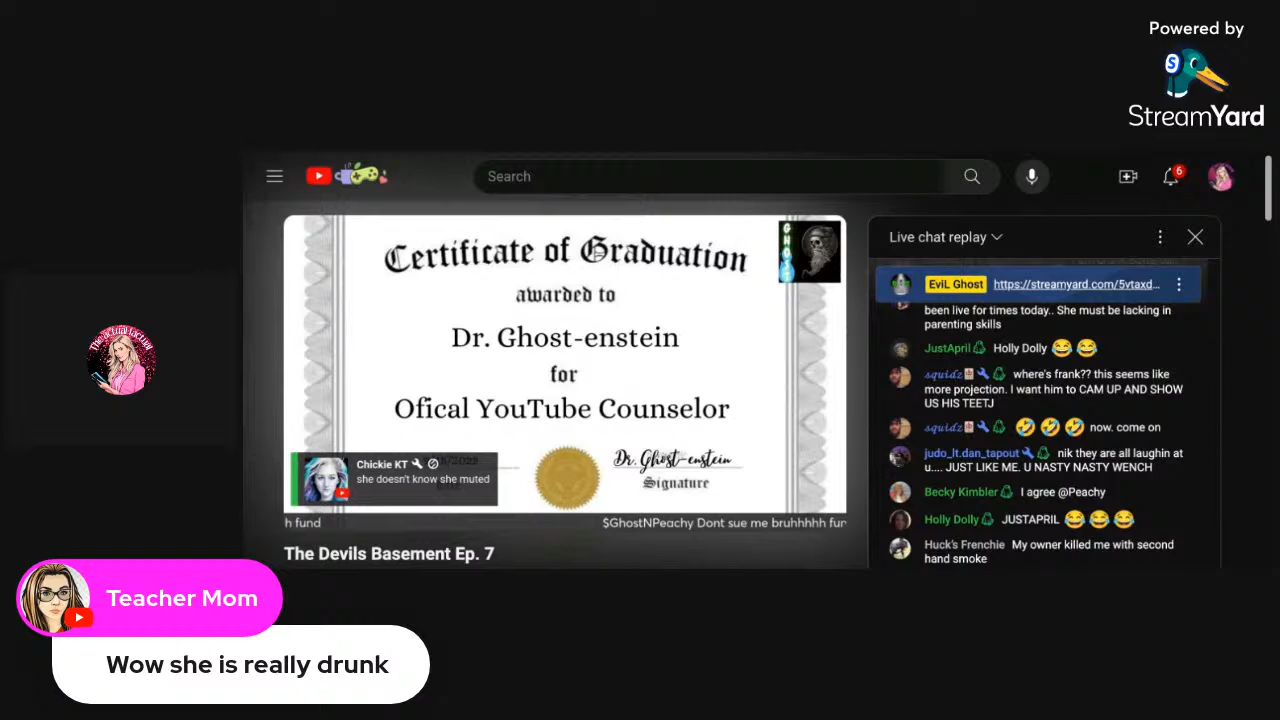 Powered by
StreamYard
Search
6
Certificate of Graduation
awarded to
Dr. Ghost-enstein
for
Ofical YouTube Counselor
Dr. Ghost-enstein
Signature
GHOST
Chickie KT
she doesn't know she muted
h fund
$GhostNPeachy Dont sue me bruhhhhh fur
The Devils Basement Ep. 7
Live chat replay
EviL Ghost https://streamyard.com/5vtaxd...
been live for times today.. She must be lacking in
parenting skills
JustApril Holly Dolly 😂😂
squidz where's frank?? this seems like
more projection. I want him to CAM UP AND SHOW
US HIS TEETJ
squidz 🤣🤣🤣 now. come on
judo_lt.dan_tapout nik they are all laughin at
u.... JUST LIKE ME. U NASTY NASTY WENCH
Becky Kimbler I agree @Peachy
Holly Dolly JUSTAPRIL 😂😂😂
Huck's Frenchie My owner killed me with second
hand smoke
The actual factual
Teacher Mom
Wow she is really drunk